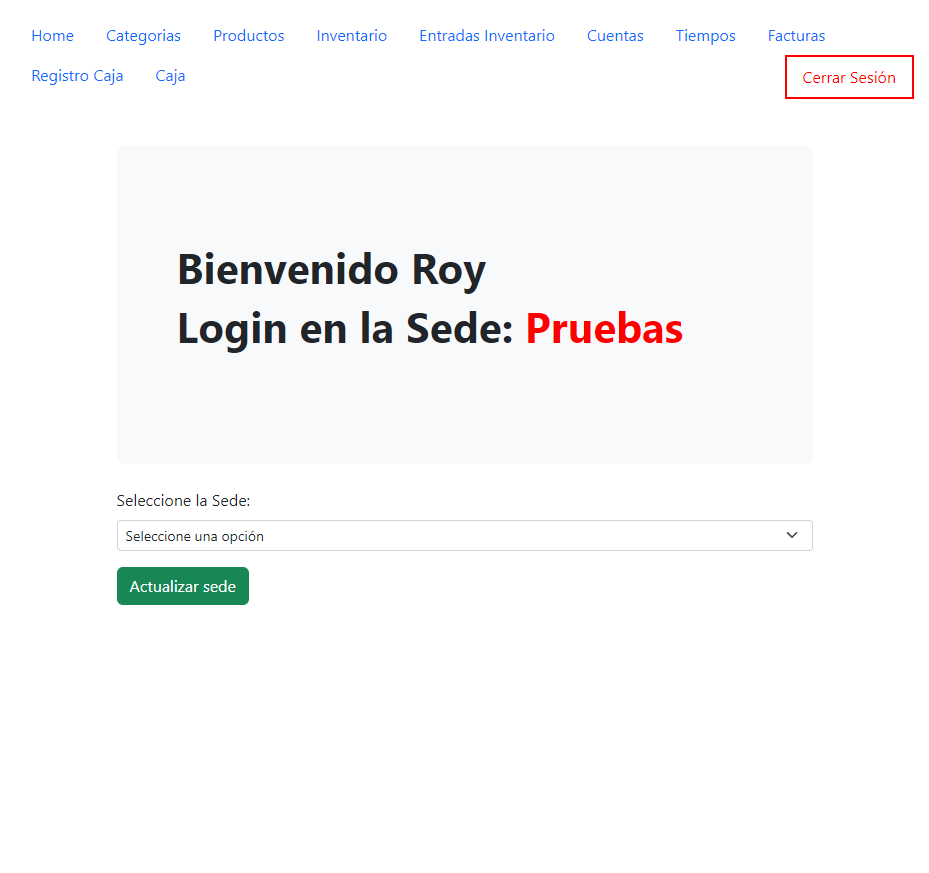 Home Categorias Productos Inventario Entradas Inventario Cuentas Tiempos Facturas
Registro Caja Caja Cerrar Sesión
Bienvenido Roy
Login en la Sede: Pruebas
Seleccione la Sede:
Seleccione una opción
Actualizar sede